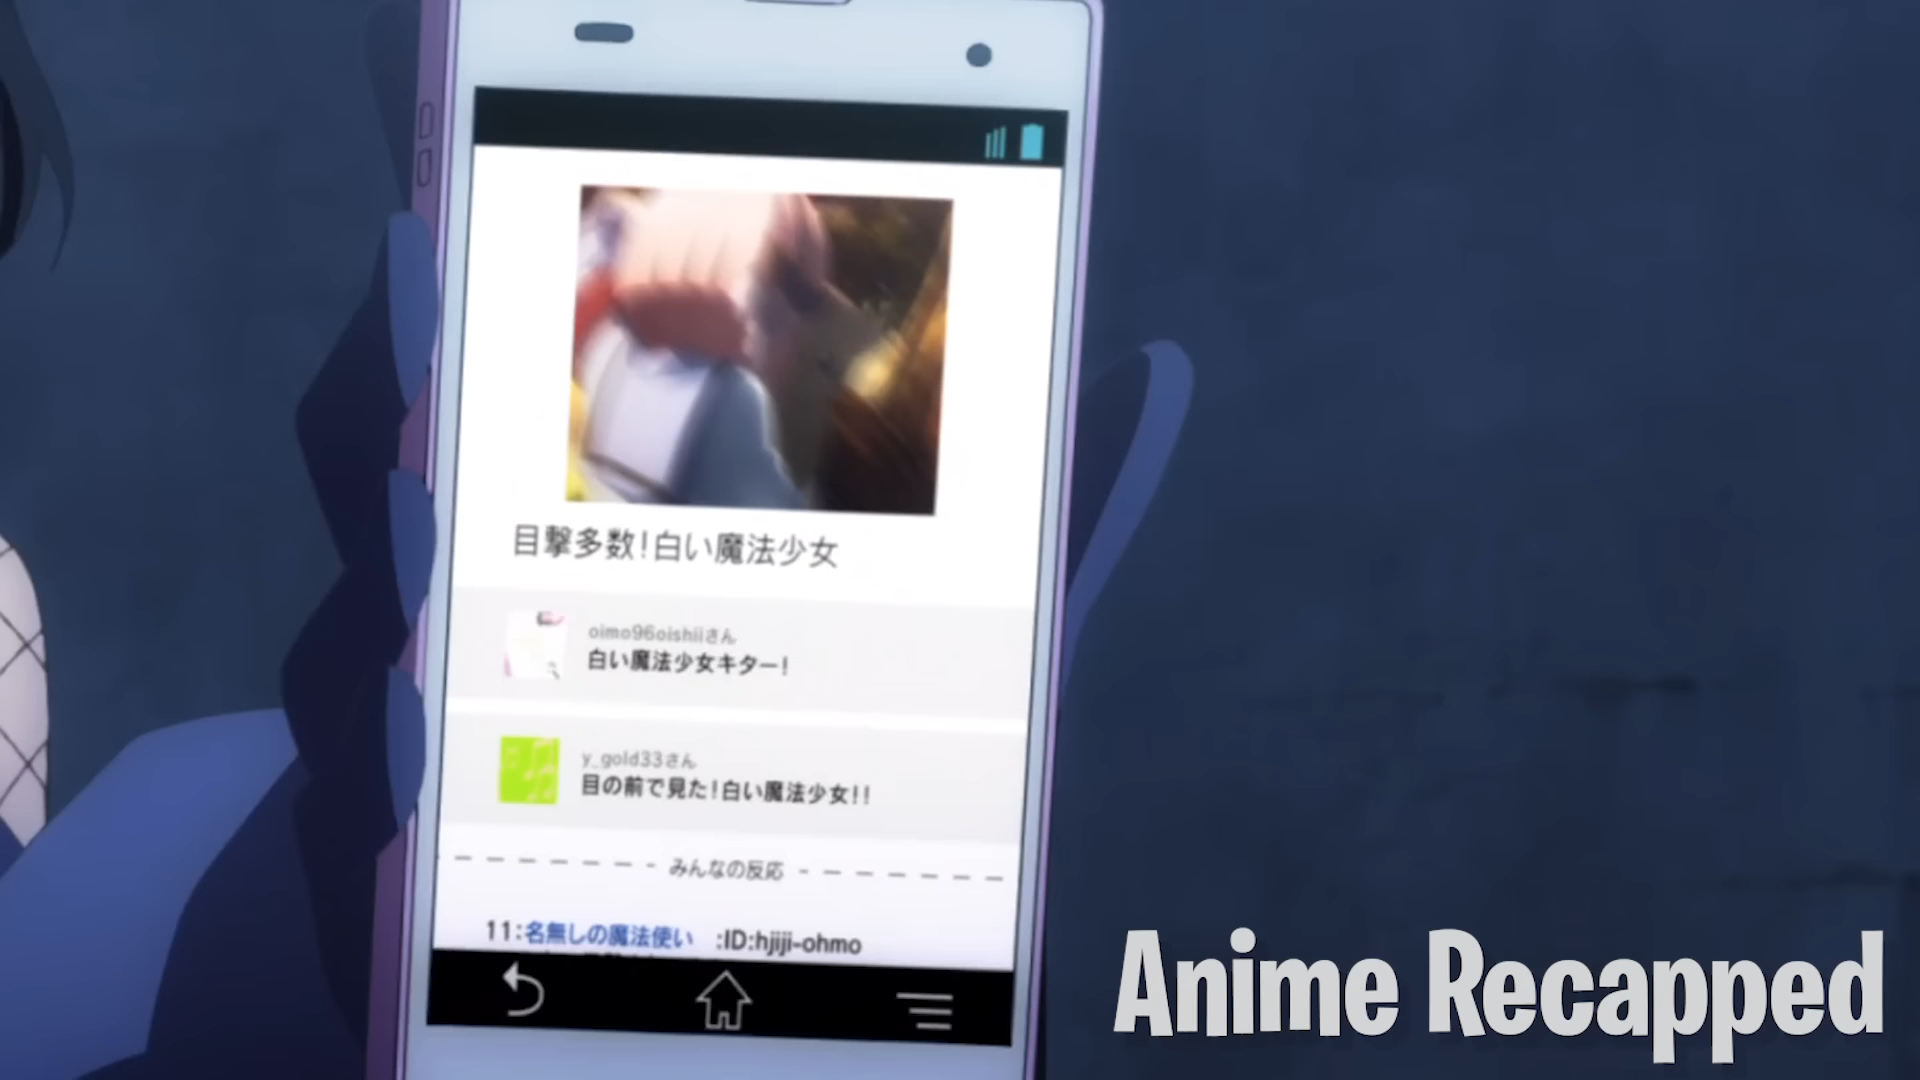 目撃多数!白い魔法少女
oimo96oishiiさん
白い魔法少女キター!
y_gold33さん
目の前で見た!白い魔法少女!!
みんなの反応
11:名無しの魔法使い :ID:hjiji-ohmo
Anime Recapped